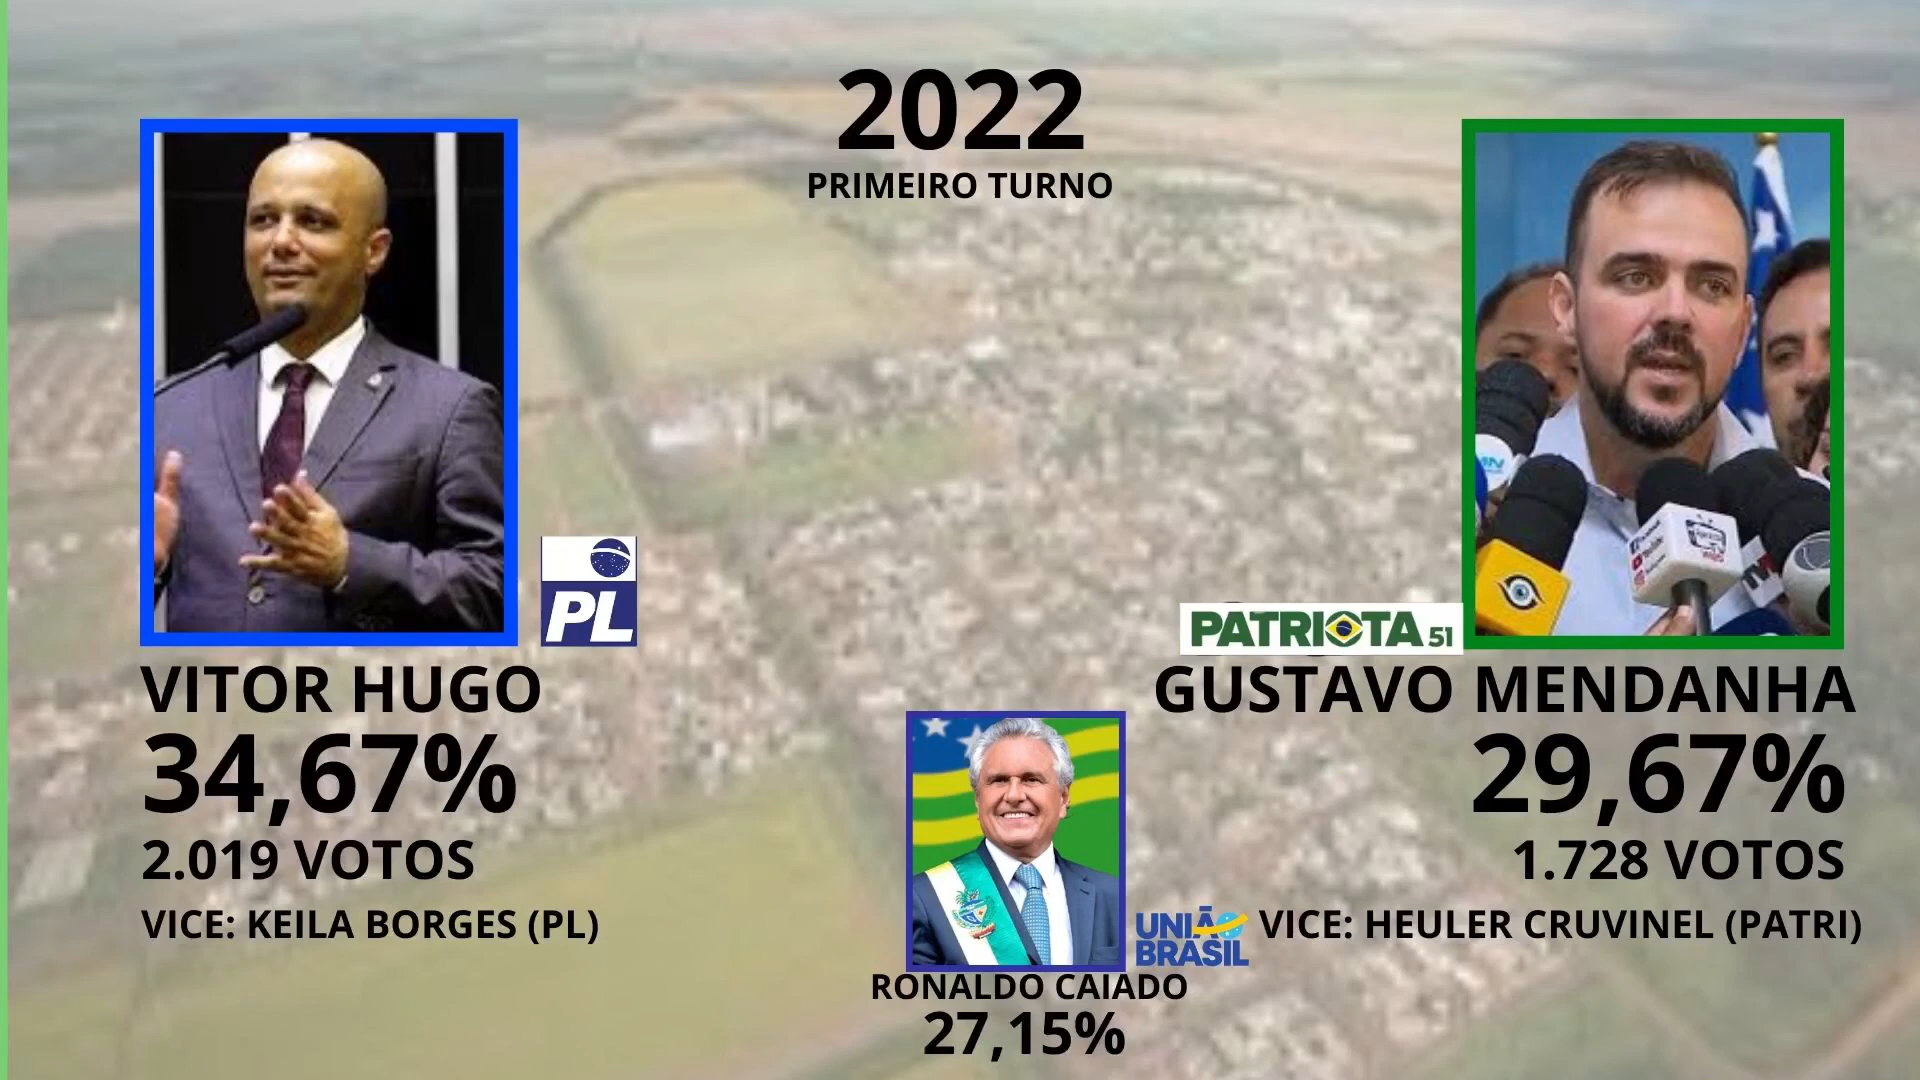 2022
PRIMEIRO TURNO
PL
PATRIOTA 51
VITOR HUGO
34,67%
2.019 VOTOS
VICE: KEILA BORGES (PL)
GUSTAVO MENDANHA
29,67%
1.728 VOTOS
VICE: HEULER CRUVINEL (PATRI)
UNIÃO
BRASIL
RONALDO CAIADO
27,15%